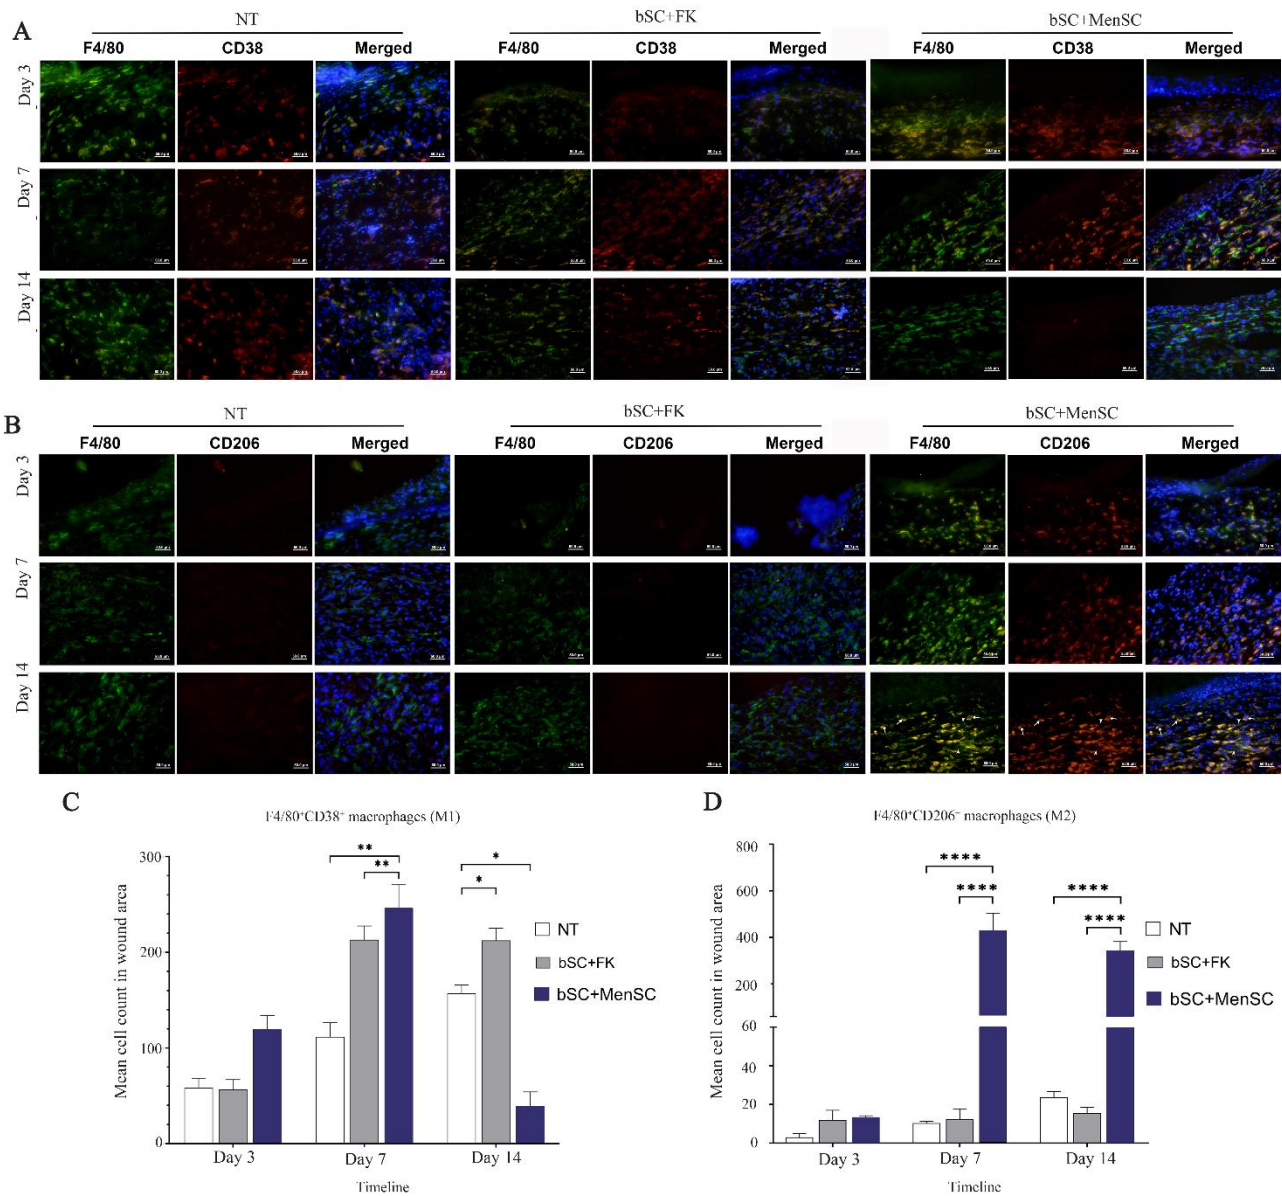 A
NT
bSC+FK
bSC+MenSC
F4/80 CD38 Merged F4/80 CD38 Merged F4/80 CD38 Merged
Day 3
Day 7
Day 14
B
NT
bSC+FK
bSC+MenSC
F4/80 CD206 Merged F4/80 CD206 Merged F4/80 CD206 Merged
Day 3
Day 7
Day 14
C
F4/80⁺CD38⁺ macrophages (M1)
Mean cell count in wound area
300
200
100
0
** ** * *
NT
bSC+FK
bSC+MenSC
Day 3 Day 7 Day 14
Timeline
D
F4/80⁺CD206⁺ macrophages (M2)
Mean cell count in wound area
800
600
400
200
60
40
20
0
**** **** **** ****
NT
bSC+FK
bSC+MenSC
Day 3 Day 7 Day 14
Timeline